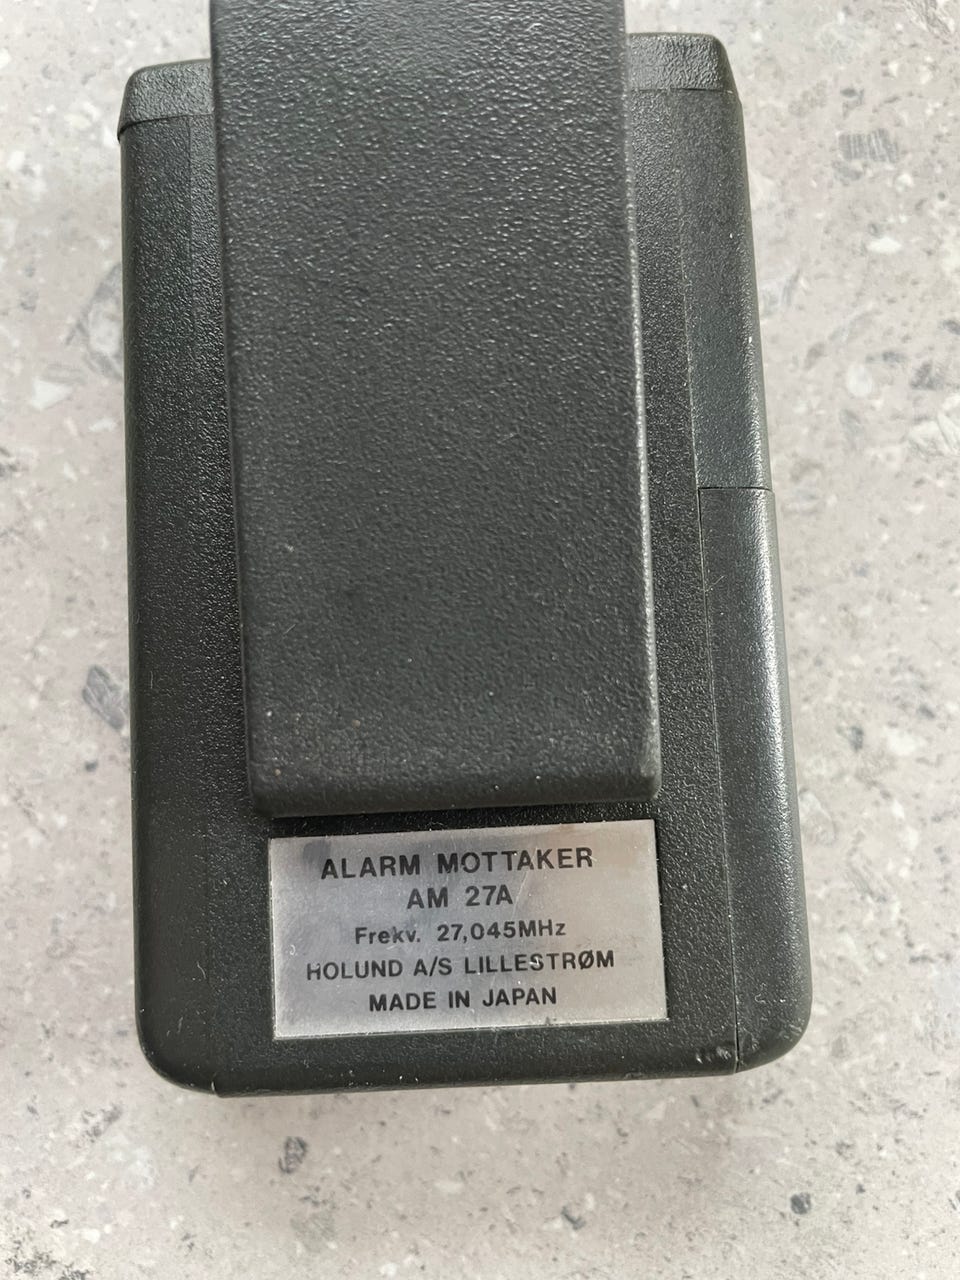 ALARM MOTTAKER
AM 27A
Frekv. 27,045MHz
HOLUND A/S LILLESTRØM
MADE IN JAPAN